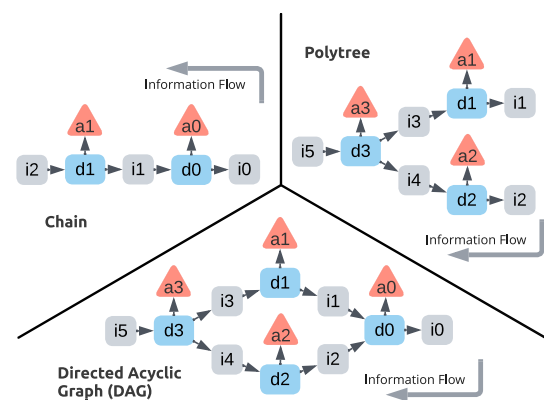 Information Flow
a1
a0
i2
d1
i1
d0
i0
Chain
Polytree
a1
a3
i3
d1
i1
i5
d3
a2
i4
d2
i2
Information Flow
a1
a3
i3
d1
i1
a0
i5
d3
a2
d0
i0
i4
d2
i2
Directed Acyclic
Graph (DAG)
Information Flow